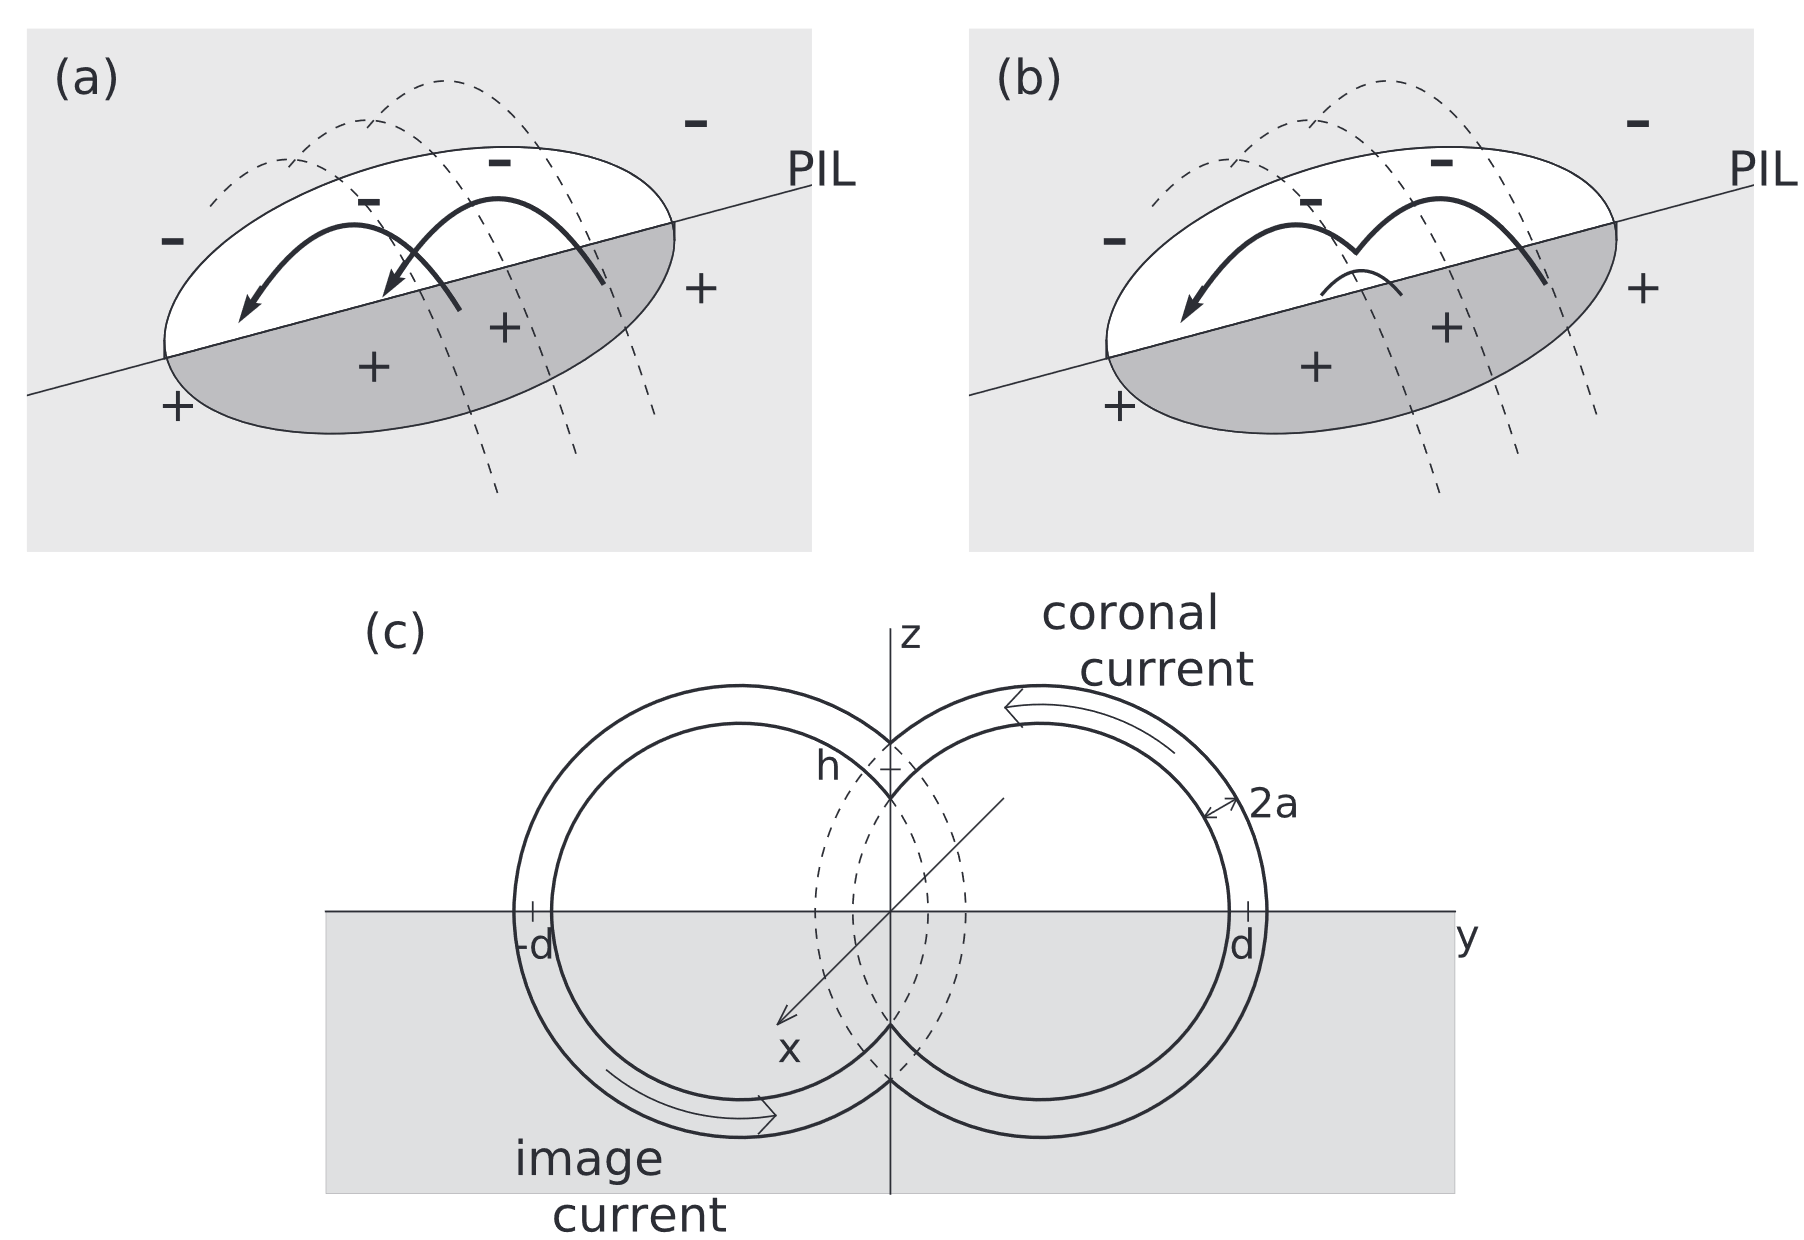 (a)
–
–
–
–
PIL
+
+
+
+
(b)
–
–
–
–
PIL
+
+
+
+
(c)
z
coronal
current
h
2a
-d
d
y
x
image
current